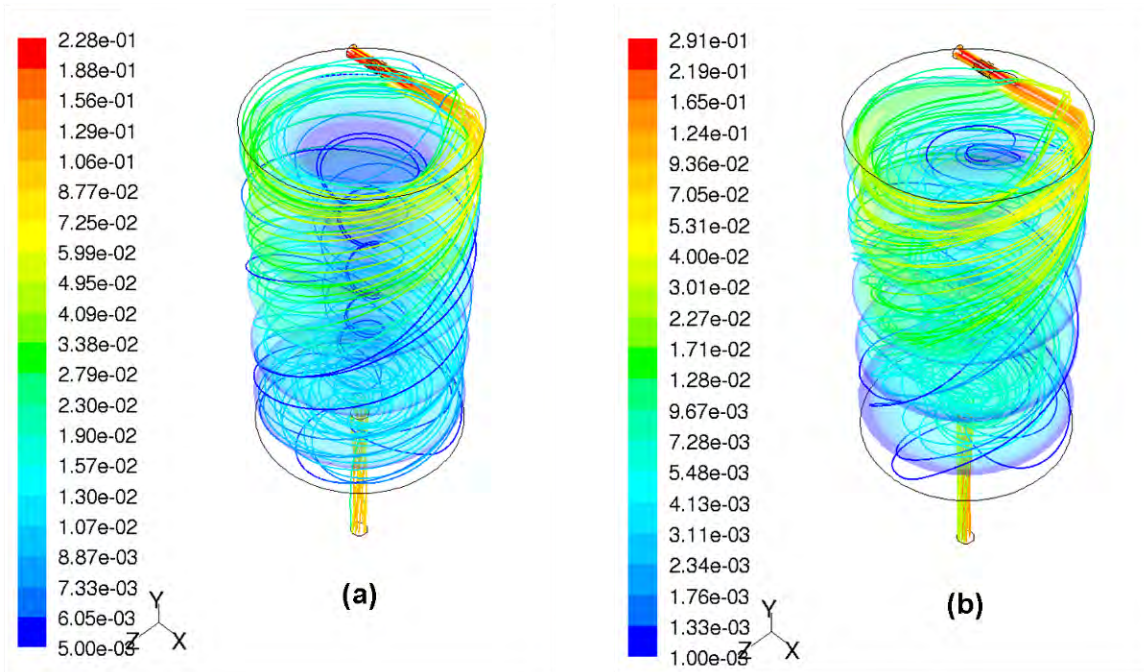 2.28e-01
1.88e-01
1.56e-01
1.29e-01
1.06e-01
8.77e-02
7.25e-02
5.99e-02
4.95e-02
4.09e-02
3.38e-02
2.79e-02
2.30e-02
1.90e-02
1.57e-02
1.30e-02
1.07e-02
8.87e-03
7.33e-03
6.05e-03
5.00e-03
Y
Z
X
(a)
2.91e-01
2.19e-01
1.65e-01
1.24e-01
9.36e-02
7.05e-02
5.31e-02
4.00e-02
3.01e-02
2.27e-02
1.71e-02
1.28e-02
9.67e-03
7.28e-03
5.48e-03
4.13e-03
3.11e-03
2.34e-03
1.76e-03
1.33e-03
1.00e-03
Y
Z
X
(b)